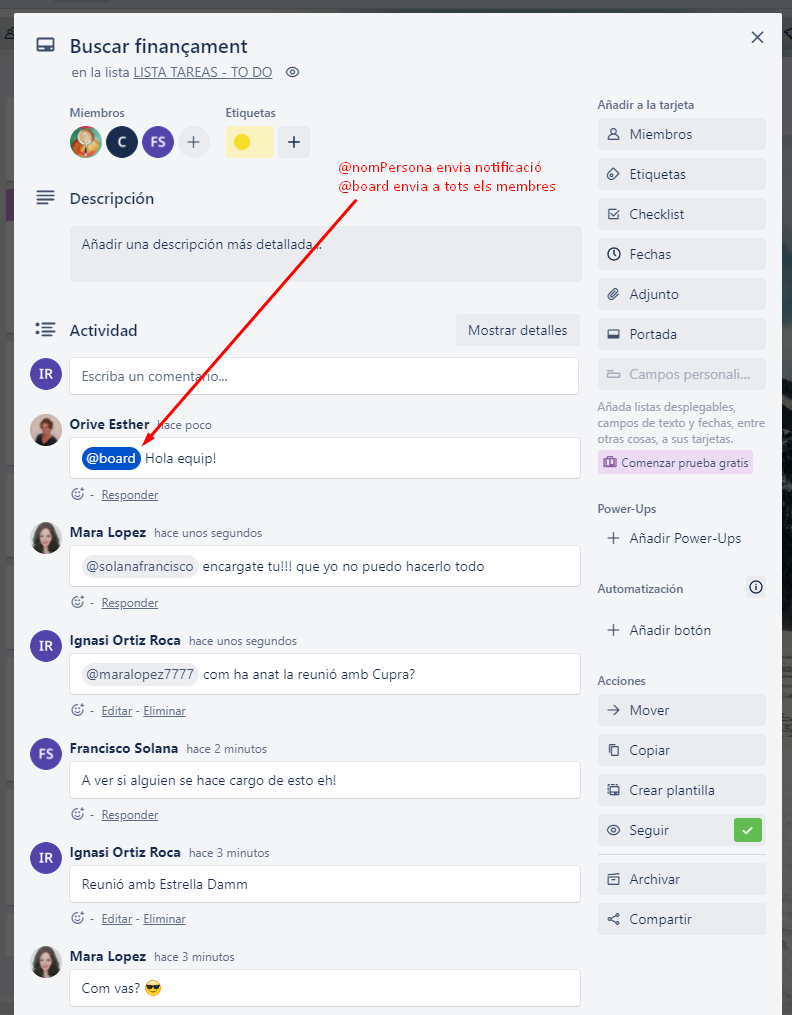 Buscar finançament
en la lista LISTA TAREAS - TO DO
Miembros
Etiquetas
C
FS
@nomPersona envia notificació
@board envia a tots els membres
Descripción
Añadir una descripción más detallada...
Actividad
Mostrar detalles
IR
Escriba un comentario...
Orive Esther hace poco
@board Hola equip!
- Responder
Mara Lopez hace unos segundos
@solanafrancisco encargate tu!!! que yo no puedo hacerlo todo
- Responder
IR
Ignasi Ortiz Roca hace unos segundos
@maralopez7777 com ha anat la reunió amb Cupra?
- Editar - Eliminar
FS
Francisco Solana hace 2 minutos
A ver si alguien se hace cargo de esto eh!
- Responder
IR
Ignasi Ortiz Roca hace 3 minutos
Reunió amb Estrella Damm
- Editar - Eliminar
Mara Lopez hace 3 minutos
Com vas? 😎
Añadir a la tarjeta
Miembros
Etiquetas
Checklist
Fechas
Adjunto
Portada
Campos personali...
Añada listas desplegables,
campos de texto y fechas, entre
otras cosas, a sus tarjetas.
Comenzar prueba gratis
Power-Ups
Añadir Power-Ups
Automatización
Añadir botón
Acciones
Mover
Copiar
Crear plantilla
Seguir
Archivar
Compartir